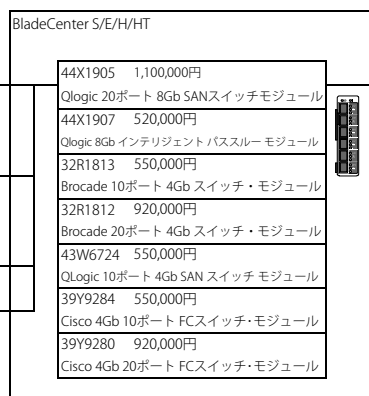 BladeCenter S/E/H/HT
44X1905 1,100,000円
Qlogic 20ポート 8Gb SANスイッチモジュール
44X1907 520,000円
Qlogic 8Gb インテリジェント パススルー モジュール
32R1813 550,000円
Brocade 10ポート 4Gb スイッチ・モジュール
32R1812 920,000円
Brocade 20ポート 4Gb スイッチ・モジュール
43W6724 550,000円
QLogic 10ポート 4Gb SAN スイッチ モジュール
39Y9284 550,000円
Cisco 4Gb 10ポート FCスイッチ・モジュール
39Y9280 920,000円
Cisco 4Gb 20ポート FCスイッチ・モジュール